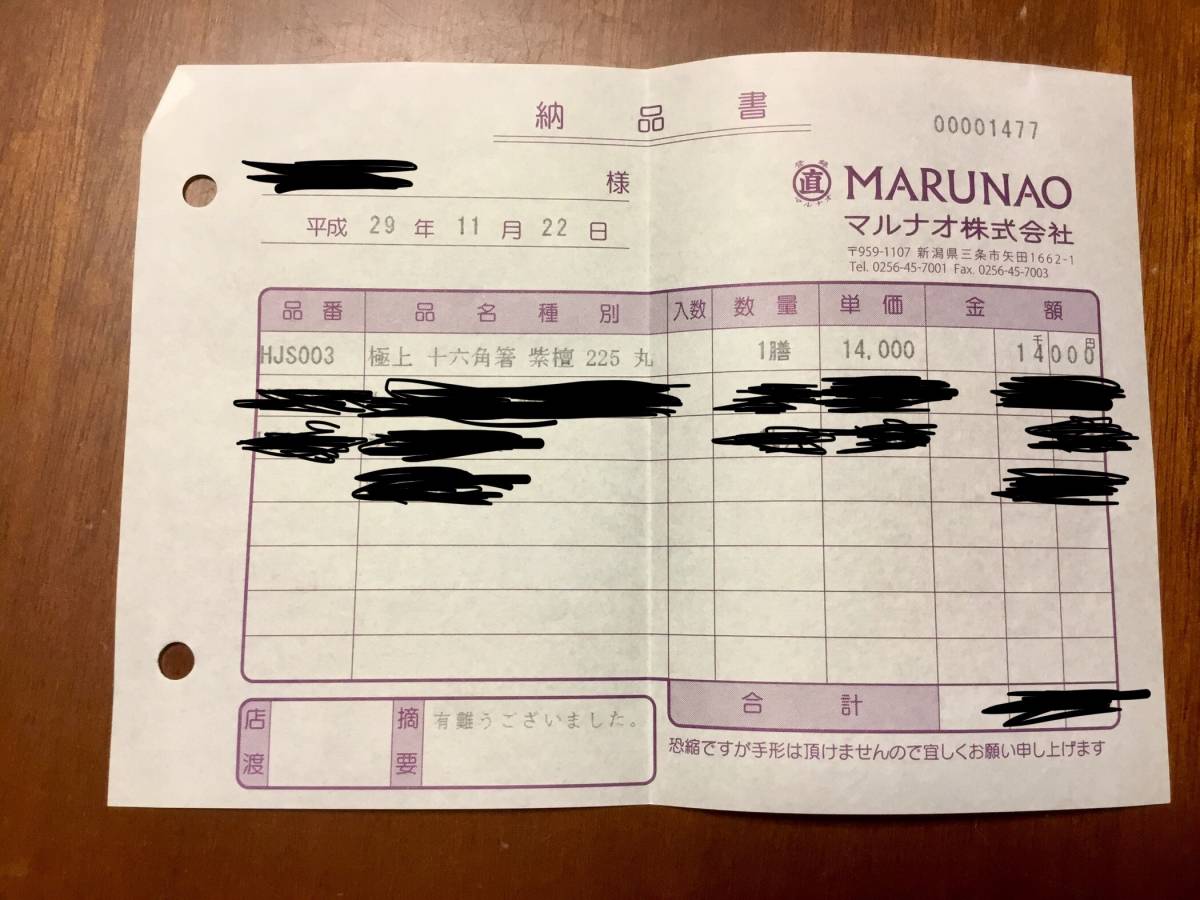 納品書
00001477
様
平成 29 年 11 月 22 日
直
マルナオ
MARUNAO
マルナオ株式会社
〒959-1107 新潟県三条市矢田1662-1
Tel. 0256-45-7001 Fax. 0256-45-7003
品番 品名種別 入数 数量 単価 金額
千 円
HJS003 極上 十六角箸 紫檀 225 丸 1膳 14,000 14000
合計
店渡 摘要 有難うございました。
恐縮ですが手形は頂けませんので宜しくお願い申し上げます